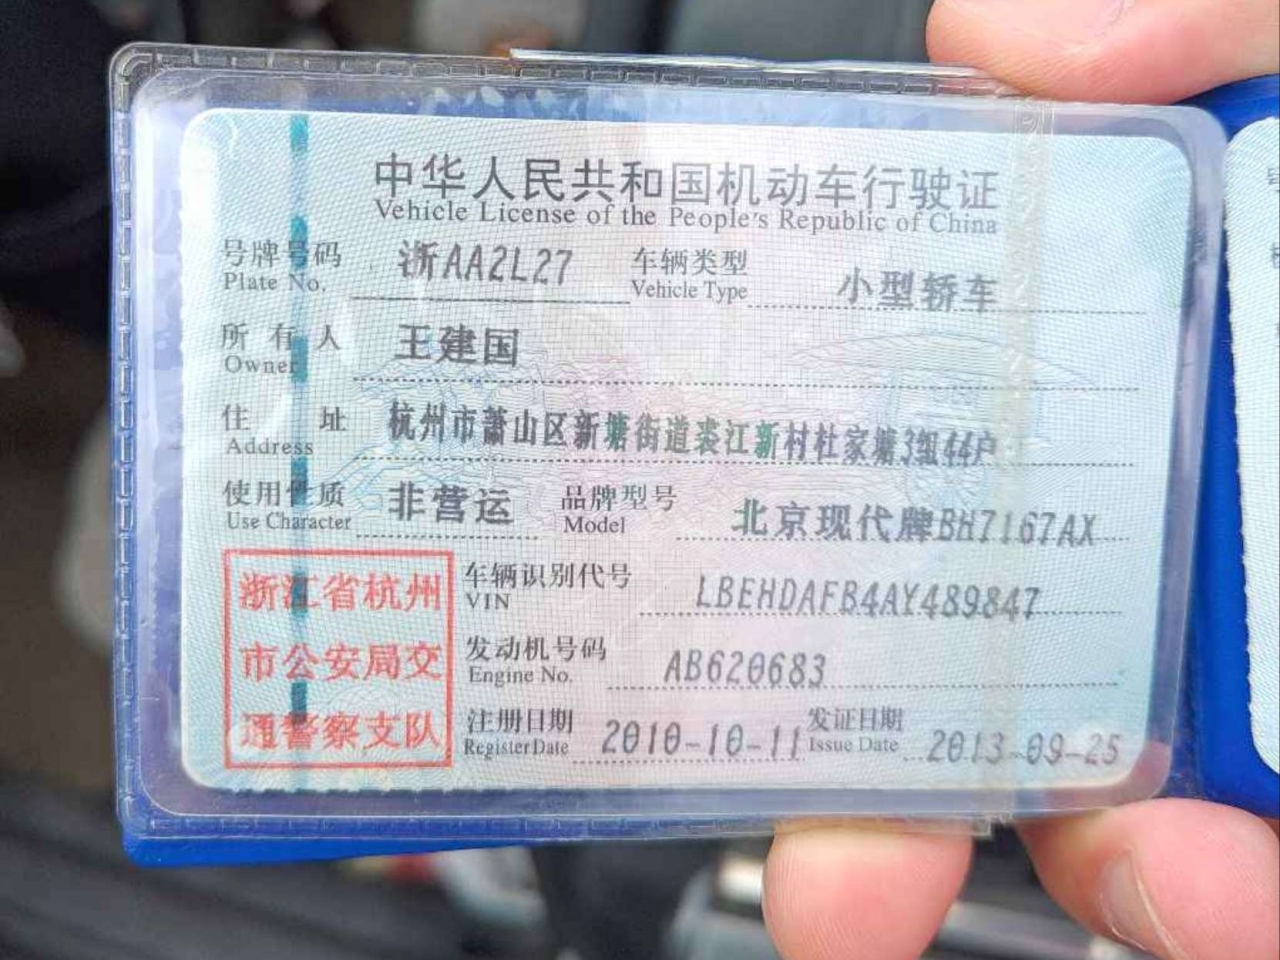 中华人民共和国机动车行驶证
Vehicle License of the People's Republic of China
号牌号码 浙AA2L27 车辆类型 小型轿车
Plate No. Vehicle Type
所有人 王建国
Owner
住址 杭州市萧山区新塘街道裘江新村杜家塘3组44户
Address
使用性质 非营运 品牌型号 北京现代牌BH7167AX
Use Character Model
浙江省杭州
市公安局交
通警察支队
车辆识别代号 LBEHDAFB4AY489847
VIN
发动机号码 AB620683
Engine No.
注册日期 2010-10-11 发证日期 2013-09-25
Register Date Issue Date